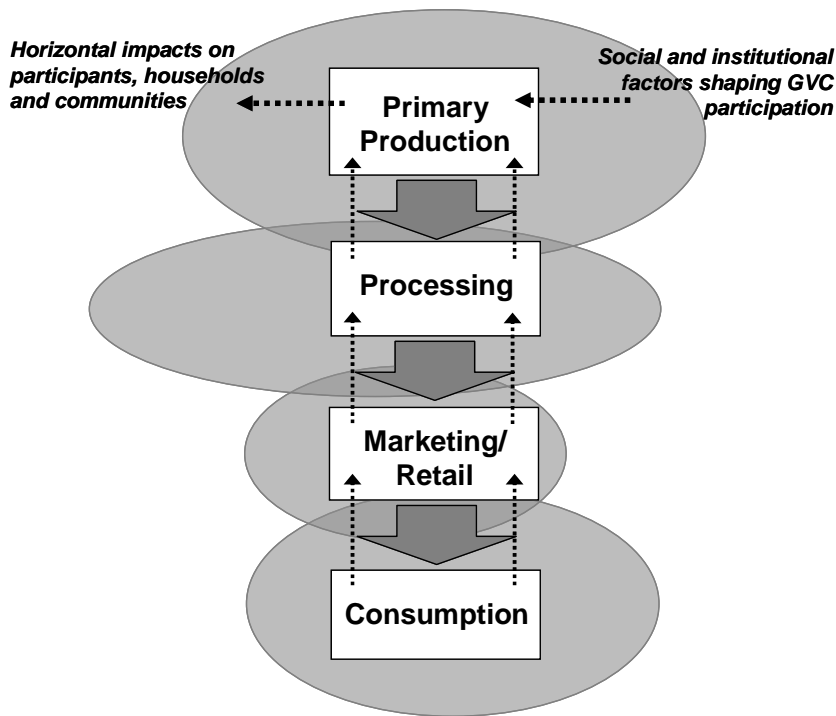 Horizontal impacts on
participants, households
and communities
Social and institutional
factors shaping GVC
participation
Primary
Production
Processing
Marketing/
Retail
Consumption